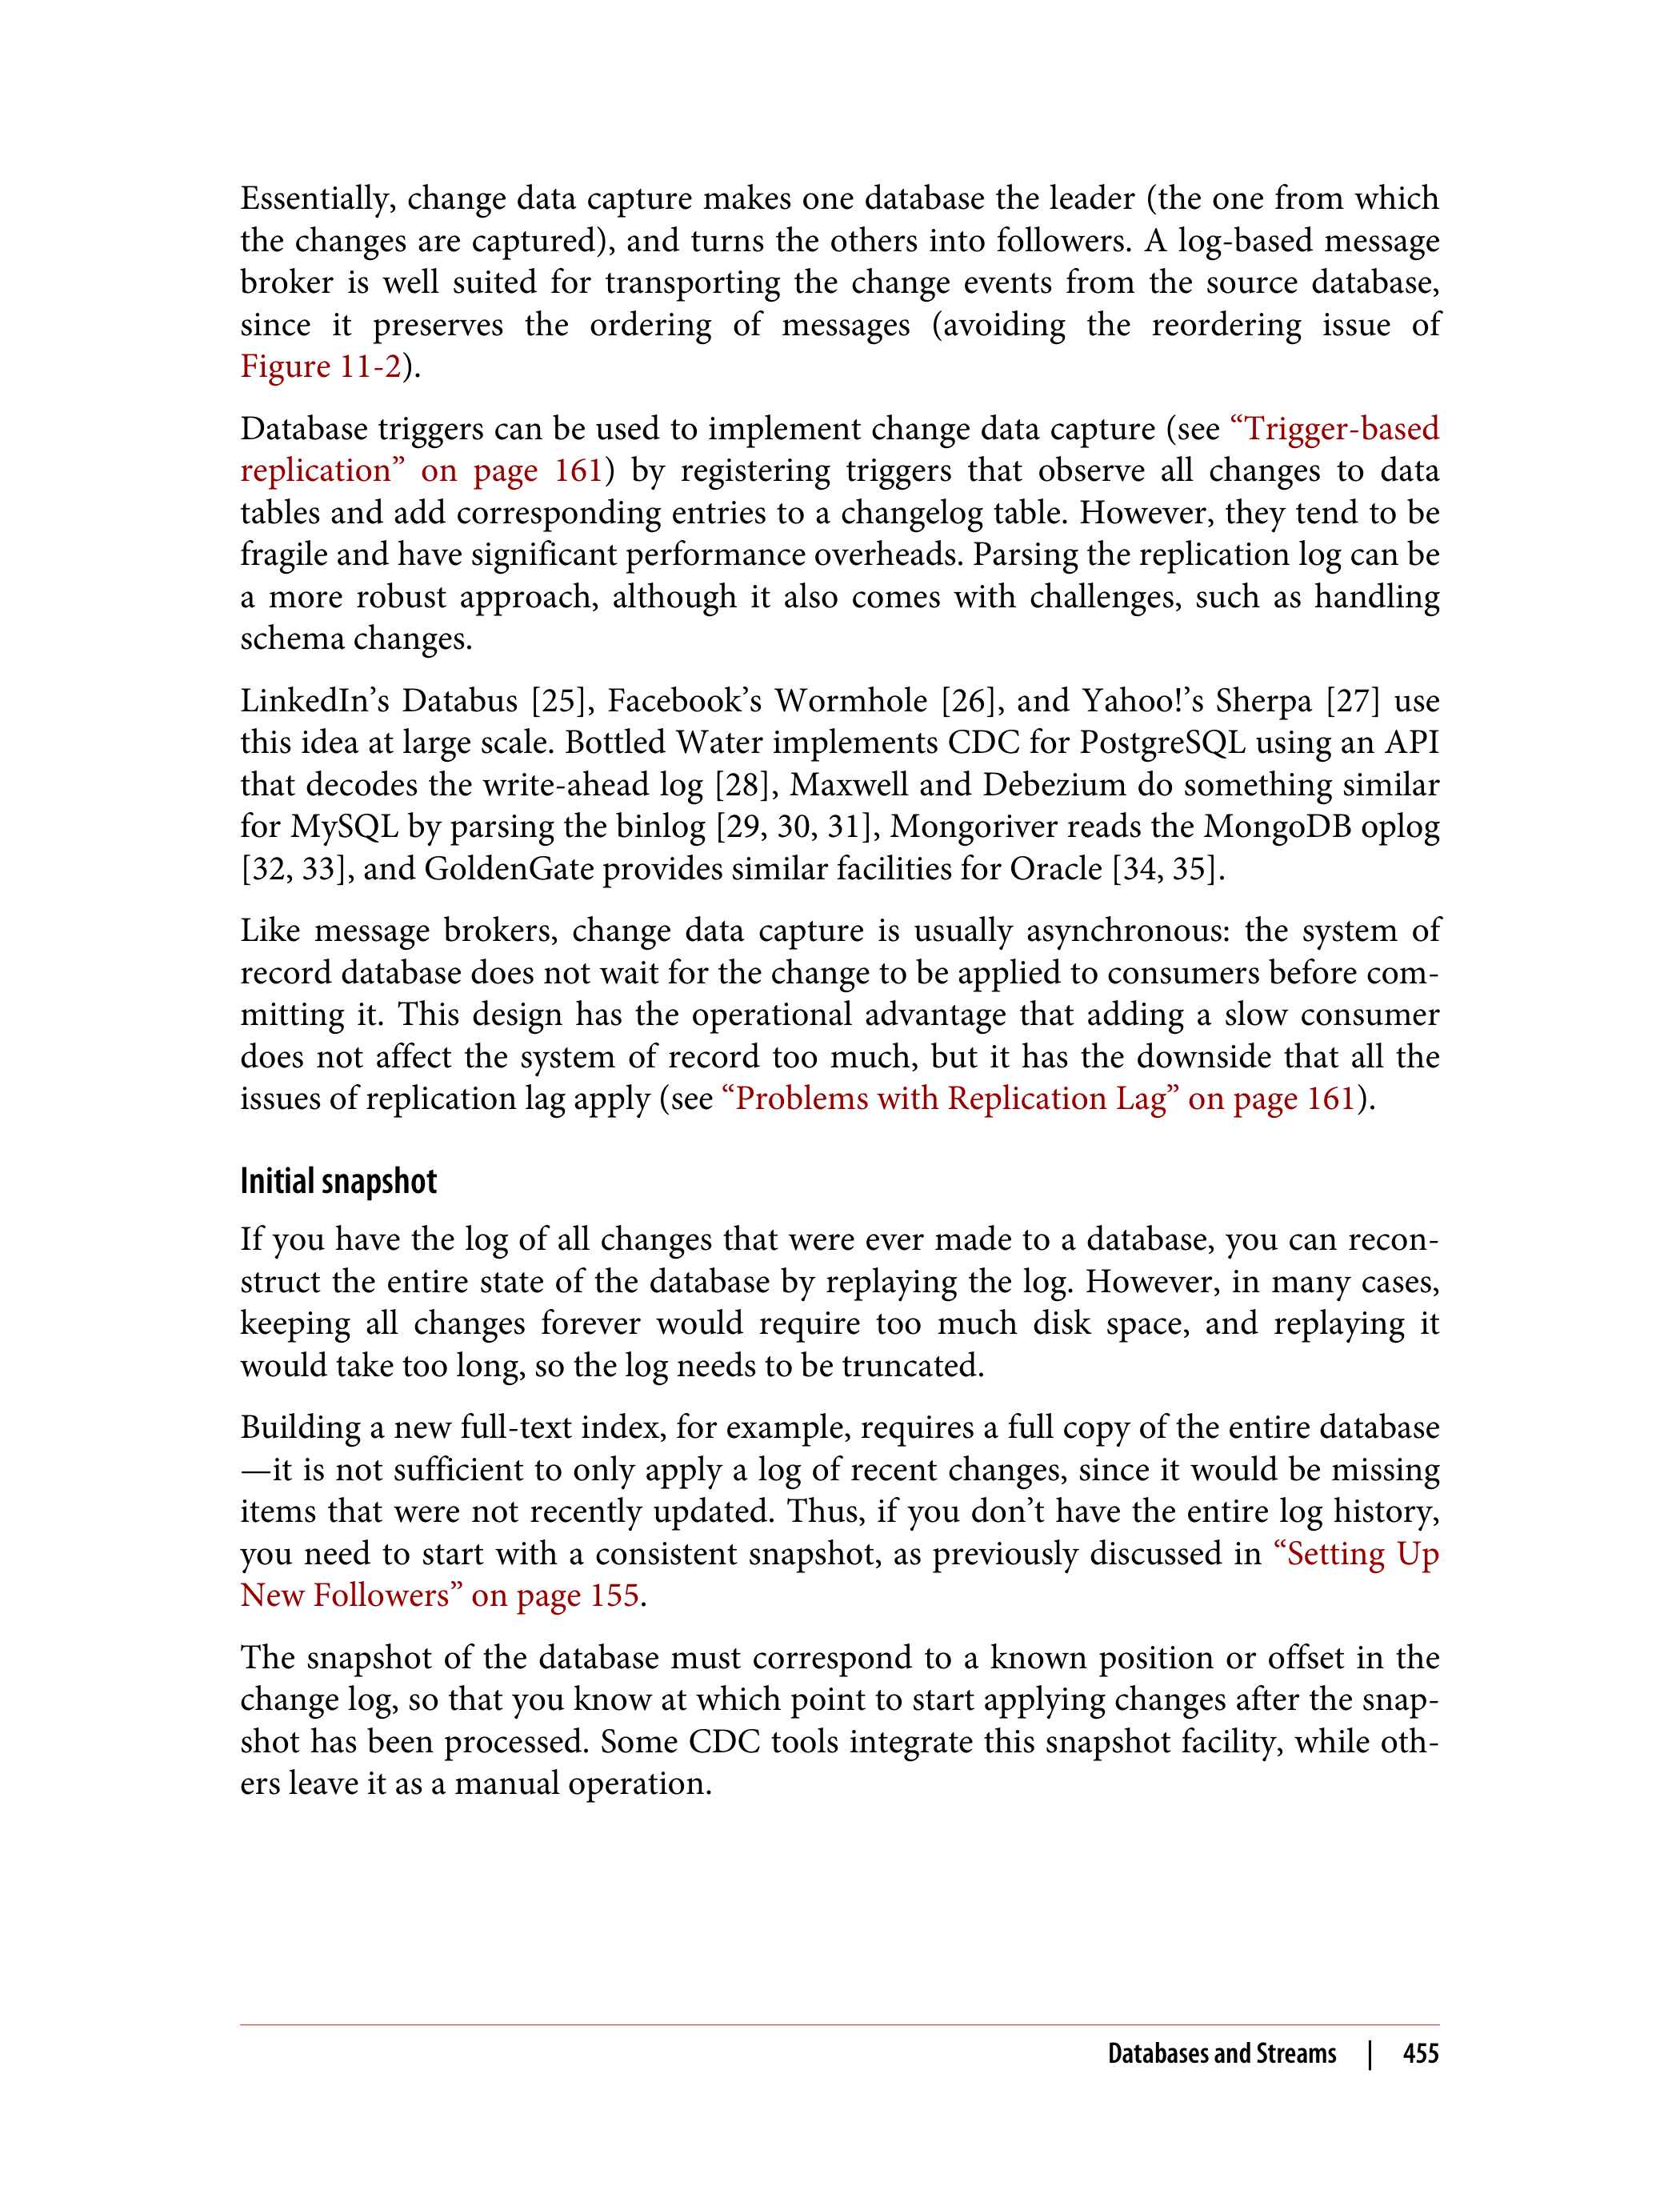 Essentially, change data capture makes one database the leader (the one from which
the changes are captured), and turns the others into followers. A log-based message
broker is well suited for transporting the change events from the source database,
since it preserves the ordering of messages (avoiding the reordering issue of
Figure 11-2).
Database triggers can be used to implement change data capture (see “Trigger-based
replication” on page 161) by registering triggers that observe all changes to data
tables and add corresponding entries to a changelog table. However, they tend to be
fragile and have significant performance overheads. Parsing the replication log can be
a more robust approach, although it also comes with challenges, such as handling
schema changes.
LinkedIn’s Databus [25], Facebook’s Wormhole [26], and Yahoo!’s Sherpa [27] use
this idea at large scale. Bottled Water implements CDC for PostgreSQL using an API
that decodes the write-ahead log [28], Maxwell and Debezium do something similar
for MySQL by parsing the binlog [29, 30, 31], Mongoriver reads the MongoDB oplog
[32, 33], and GoldenGate provides similar facilities for Oracle [34, 35].
Like message brokers, change data capture is usually asynchronous: the system of
record database does not wait for the change to be applied to consumers before com-
mitting it. This design has the operational advantage that adding a slow consumer
does not affect the system of record too much, but it has the downside that all the
issues of replication lag apply (see “Problems with Replication Lag” on page 161).
Initial snapshot
If you have the log of all changes that were ever made to a database, you can recon-
struct the entire state of the database by replaying the log. However, in many cases,
keeping all changes forever would require too much disk space, and replaying it
would take too long, so the log needs to be truncated.
Building a new full-text index, for example, requires a full copy of the entire database
—it is not sufficient to only apply a log of recent changes, since it would be missing
items that were not recently updated. Thus, if you don’t have the entire log history,
you need to start with a consistent snapshot, as previously discussed in “Setting Up
New Followers” on page 155.
The snapshot of the database must correspond to a known position or offset in the
change log, so that you know at which point to start applying changes after the snap-
shot has been processed. Some CDC tools integrate this snapshot facility, while oth-
ers leave it as a manual operation.
Databases and Streams | 455